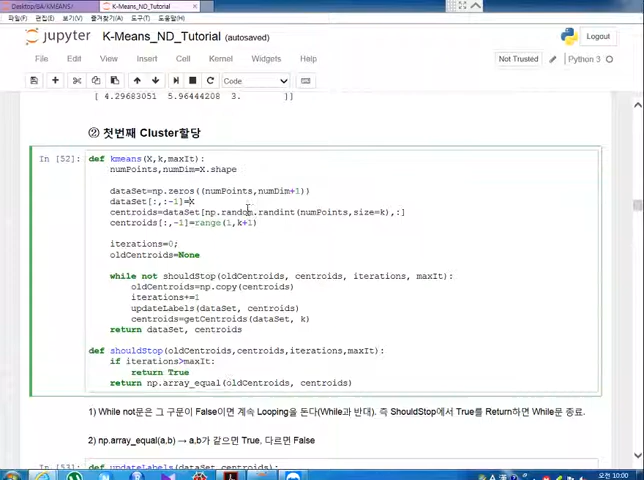 Desktop/BA/KMEANS/
K-Means_ND_Tutorial
파일(F) 편집(E) 보기(V) 즐겨찾기(A) 도구(T) 도움말(H)
jupyter K-Means_ND_Tutorial (autosaved)
Logout
File Edit View Insert Cell Kernel Widgets Help
Not Trusted
Python 3
Code
[ 4.29683051 5.96444208 3. ]]
② 첫번째 Cluster할당
In [52]:
def kmeans(X,k,maxIt):
numPoints,numDim=X.shape
dataSet=np.zeros((numPoints,numDim+1))
dataSet[:,:-1]=X
centroids=dataSet[np.random.randint(numPoints,size=k),:]
centroids[:,-1]=range(1,k+1)
iterations=0;
oldCentroids=None
while not shouldStop(oldCentroids, centroids, iterations, maxIt):
oldCentroids=np.copy(centroids)
iterations+=1
updateLabels(dataSet, centroids)
centroids=getCentroids(dataSet, k)
return dataSet, centroids
def shouldStop(oldCentroids,centroids,iterations,maxIt):
if iterations>maxIt:
return True
return np.array_equal(oldCentroids, centroids)
1) While not문은 그 구문이 False이면 계속 Looping을 돈다(While과 반대). 즉 ShouldStop에서 True를 Return하면 While문 종료.
2) np.array_equal(a,b) → a,b가 같으면 True, 다르면 False
In [53]:
def updateLabels(dataSet,centroids):
오전 10:00